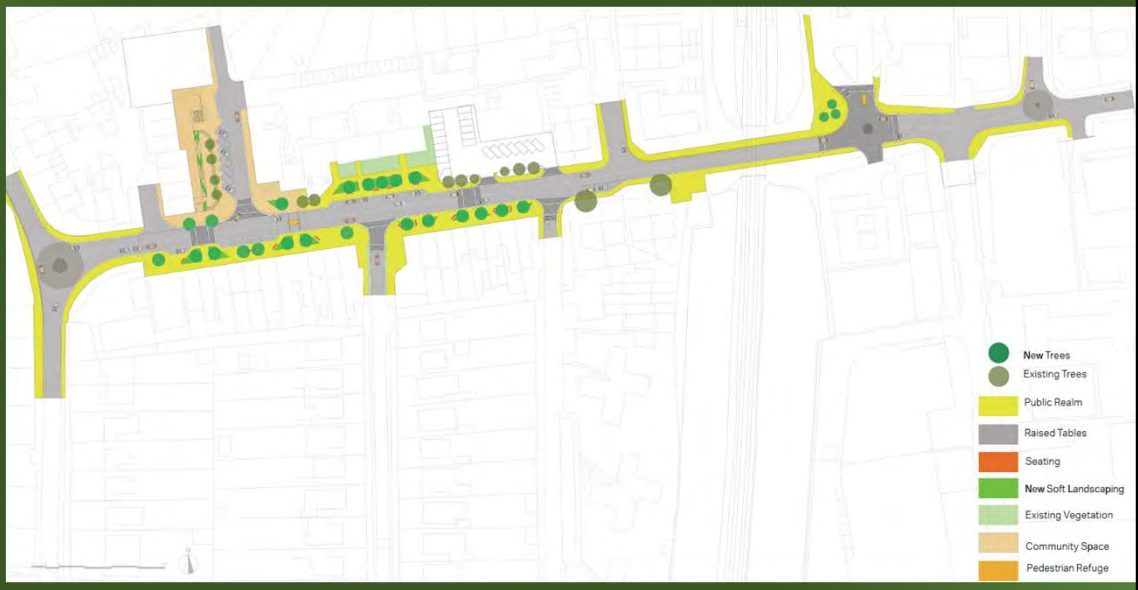 New Trees
Existing Trees
Public Realm
Raised Tables
Seating
New Soft Landscaping
Existing Vegetation
Community Space
Pedestrian Refuge